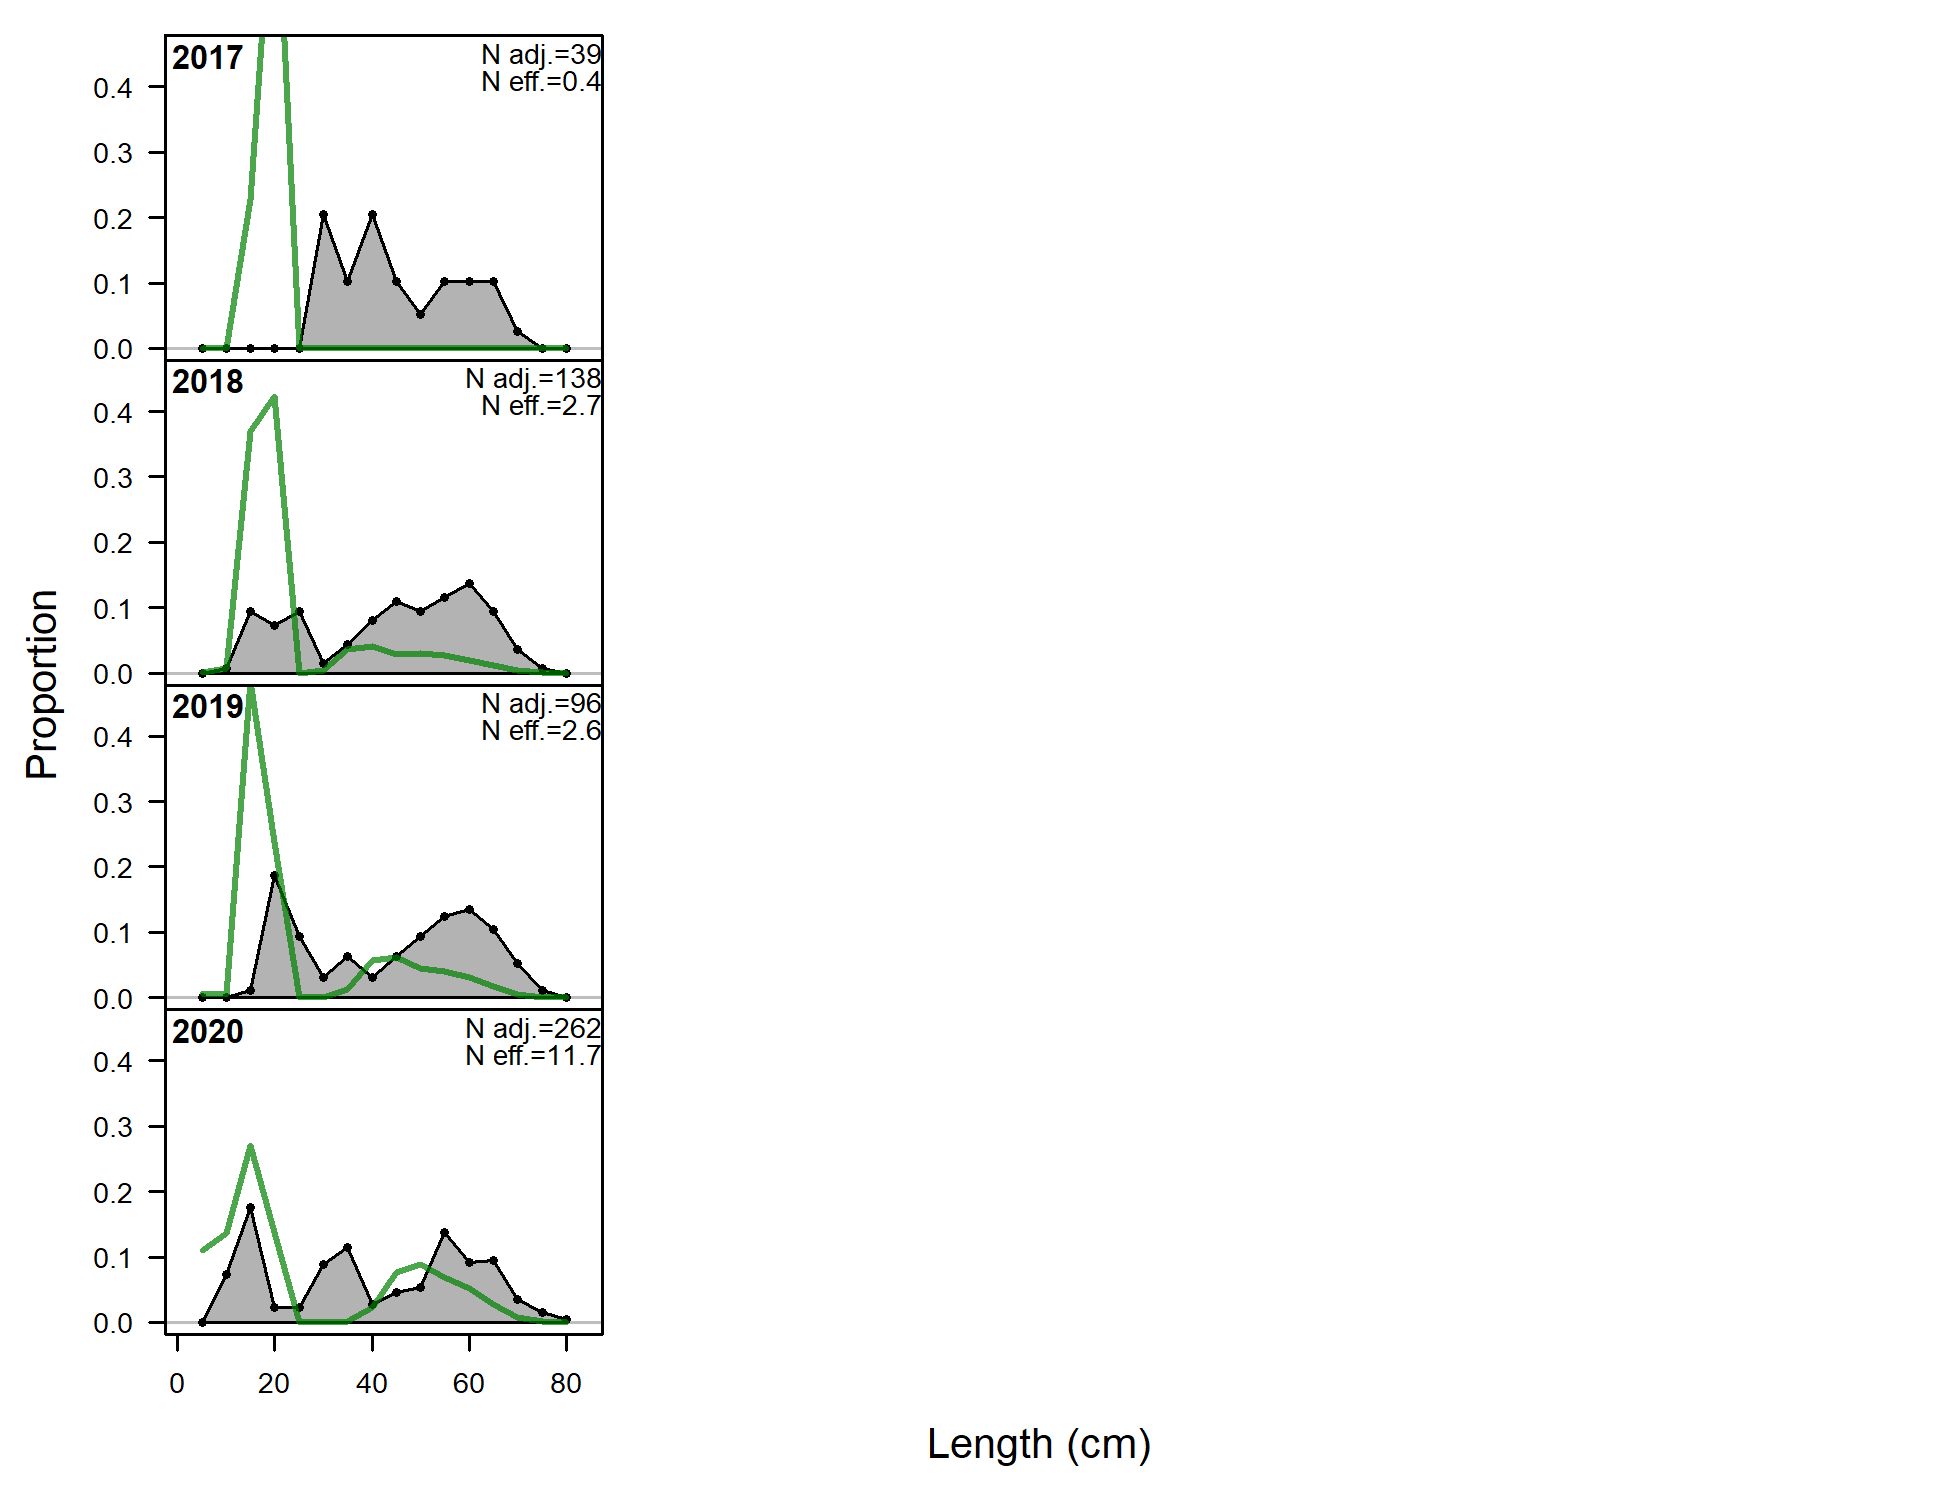 2017
N adj.=39
N eff.=0.4
0.4
0.3
0.2
0.1
0.0
2018
N adj.=138
N eff.=2.7
0.4
0.3
0.2
0.1
0.0
2019
N adj.=96
N eff.=2.6
0.4
0.3
0.2
0.1
0.0
2020
N adj.=262
N eff.=11.7
0.4
0.3
0.2
0.1
0.0
0 20 40 60 80
Proportion
Length (cm)